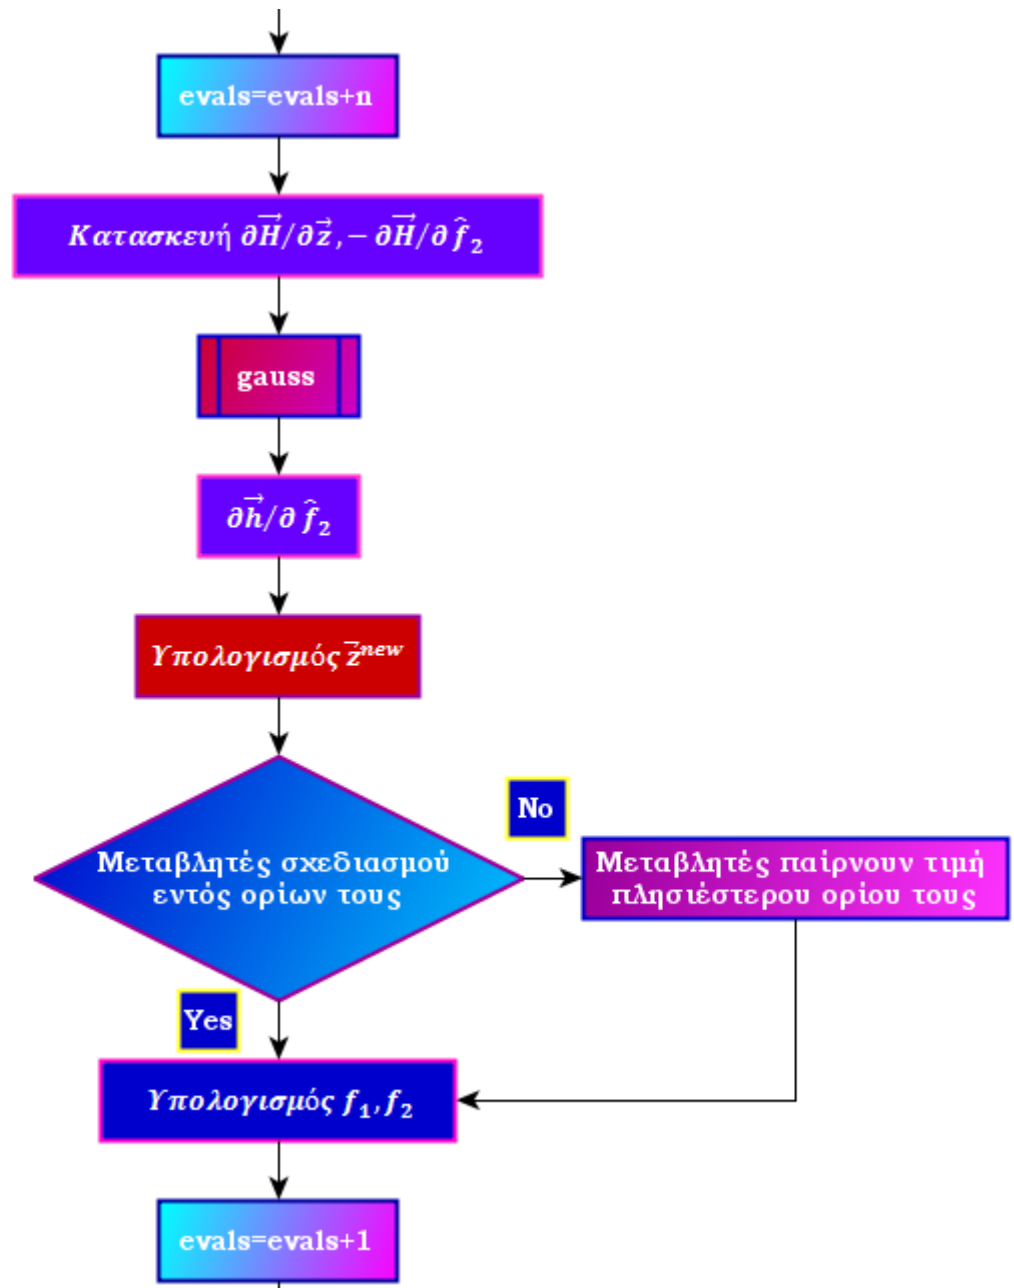 evals=evals+n
Κατασκευή ∂H⃗/∂z⃗,−∂H⃗/∂f̂₂
gauss
∂h⃗/∂f̂₂
Υπολογισμός z⃗ⁿᵉʷ
No
Μεταβλητές σχεδιασμού
εντός ορίων τους
Μεταβλητές παίρνουν τιμή
πλησιέστερου ορίου τους
Yes
Υπολογισμός f₁,f₂
evals=evals+1